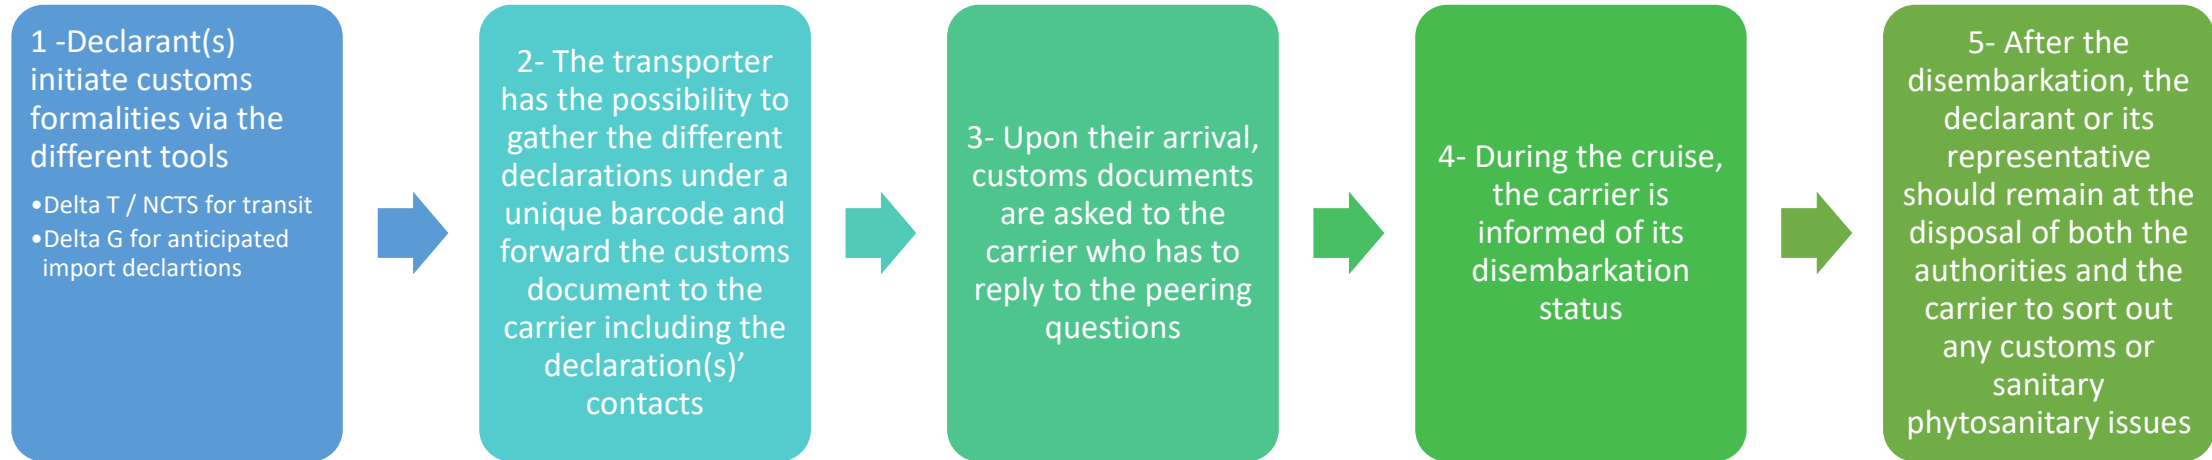 1 -Declarant(s)
initiate customs
formalities via the
different tools
•Delta T / NCTS for transit
•Delta G for anticipated
import declartions
2- The transporter
has the possibility to
gather the different
declarations under a
unique barcode and
forward the customs
document to the
carrier including the
declaration(s)’
contacts
3- Upon their arrival,
customs documents
are asked to the
carrier who has to
reply to the peering
questions
4- During the cruise,
the carrier is
informed of its
disembarkation
status
5- After the
disembarkation, the
declarant or its
representative
should remain at the
disposal of both the
authorities and the
carrier to sort out
any customs or
sanitary
phytosanitary issues